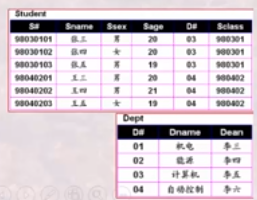 Student
S# Sname Ssex Sage D# Sclass
98030101 张三 男 20 03 980301
98030102 张四 女 20 03 980301
98030103 张五 男 19 03 980301
98040201 王三 男 20 04 980402
98040202 王四 男 21 04 980402
98040203 王五 女 19 04 980402
Dept
D# Dname Dean
01 机电 李三
02 能源 李四
03 计算机 李五
04 自动控制 李六